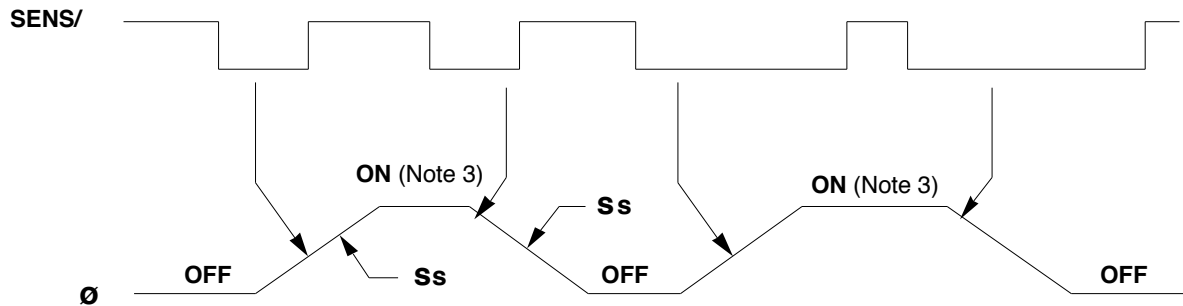 SENS/
ON (Note 3)
ON (Note 3)
Ss
OFF
Ss
OFF
OFF
ø